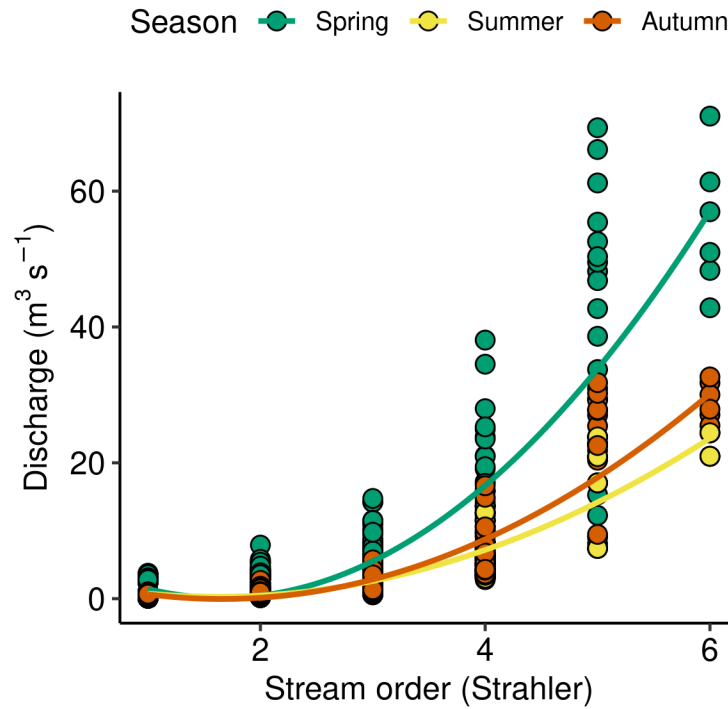 Season Spring Summer Autumn
60
40
20
0
2 4 6
Discharge (m³ s⁻¹)
Stream order (Strahler)